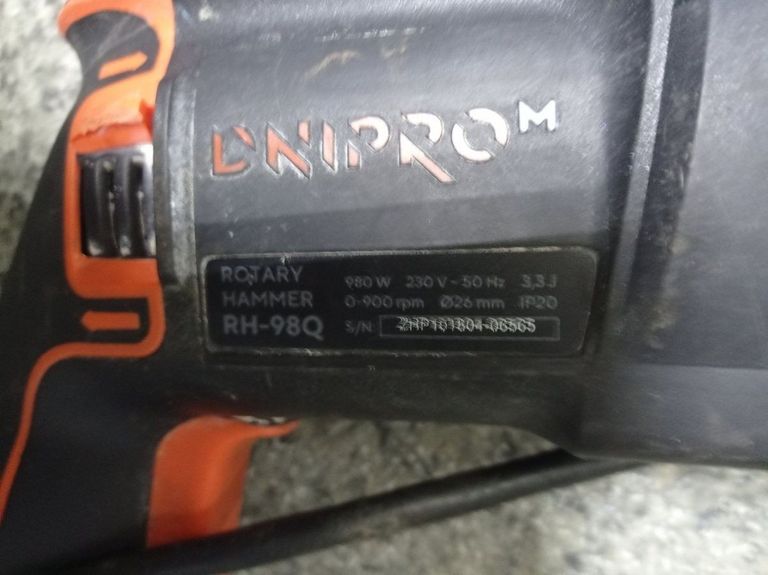 DNIPRO M
ROTARY HAMMER RH-98Q
980 W 230 V ~ 50 Hz 3,3 J
0-900 rpm Ø26 mm IP20
S/N: